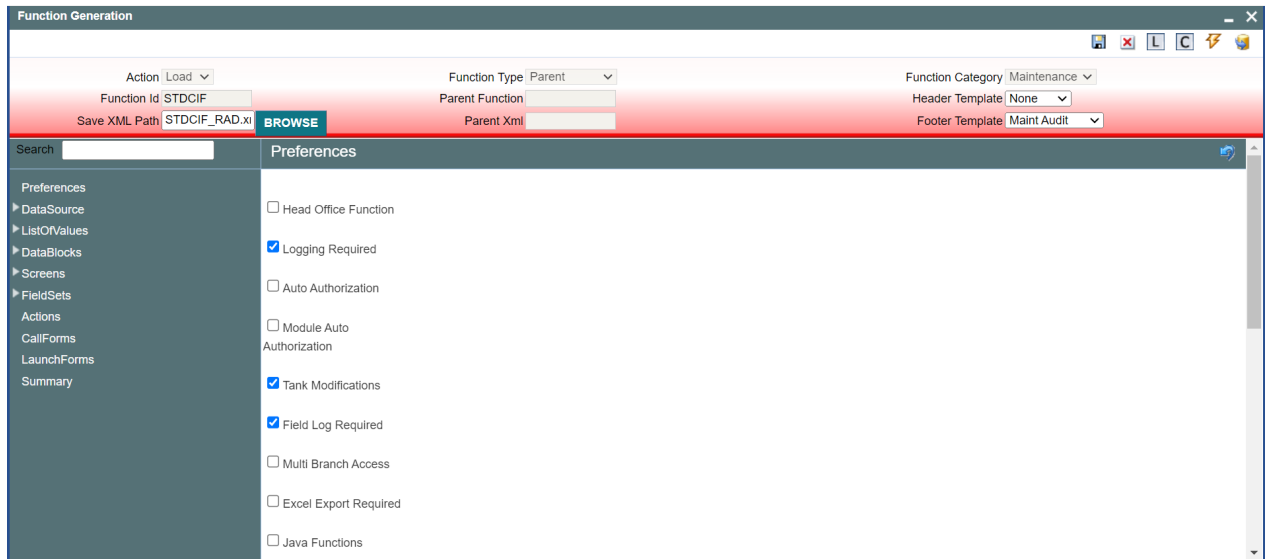 Function Generation
L C
Action Load Function Type Parent Function Category Maintenance
Function Id STDCIF Parent Function Header Template None
Save XML Path STDCIF_RAD.x BROWSE Parent Xml Footer Template Maint Audit
Search Preferences
Preferences
DataSource
ListOfValues
DataBlocks
Screens
FieldSets
Actions
CallForms
LaunchForms
Summary
Head Office Function
Logging Required
Auto Authorization
Module Auto
Authorization
Tank Modifications
Field Log Required
Multi Branch Access
Excel Export Required
Java Functions